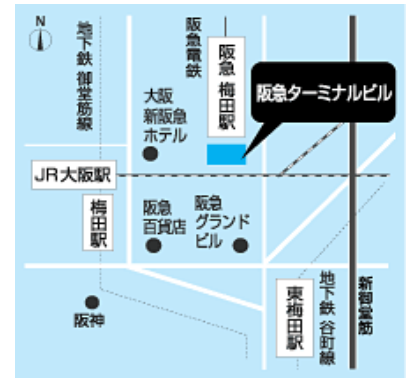 N
地下鉄 御堂筋線
阪急電鉄
阪急 梅田駅
阪急ターミナルビル
大阪
新阪急
ホテル
JR大阪駅
梅田駅
阪急
百貨店
阪急
グランド
ビル
阪神
東梅田駅
地下鉄 谷町線
新御堂筋